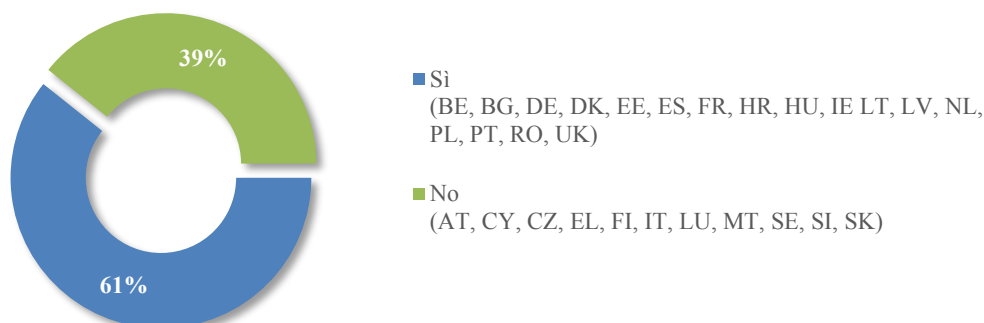 39%
Sì
(BE, BG, DE, DK, EE, ES, FR, HR, HU, IE LT, LV, NL,
PL, PT, RO, UK)
No
(AT, CY, CZ, EL, FI, IT, LU, MT, SE, SI, SK)
61%